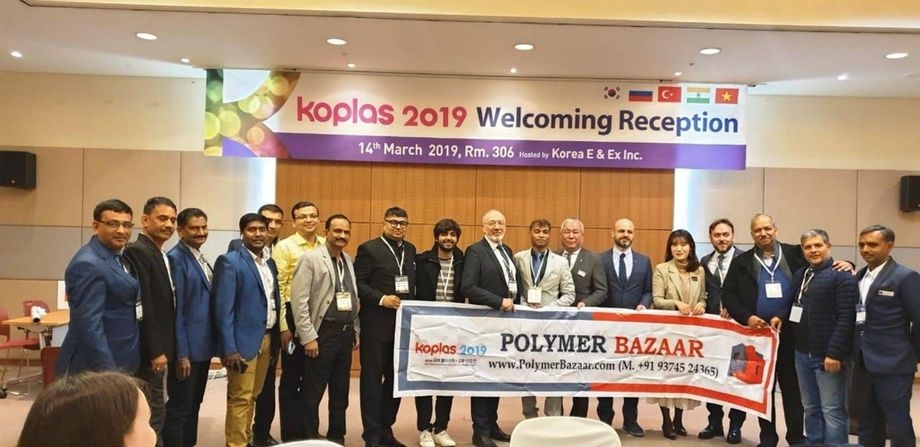 koplas 2019 Welcoming Reception
14th March 2019, Rm. 306 Hosted by Korea E & Ex Inc.
koplas 2019
POLYMER BAZAAR
www.PolymerBazaar.com (M. +91 93745 24365)